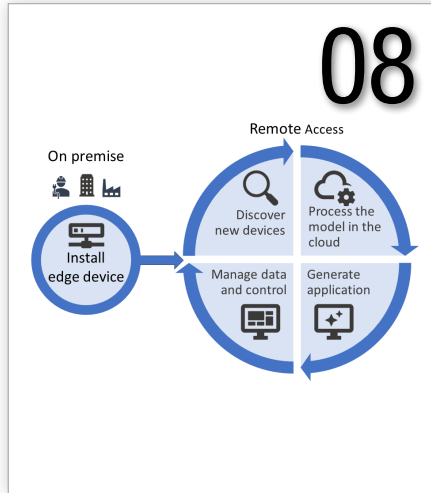 08
Remote Access
On premise
Install
edge device
Discover
new devices
Process the
model in the
cloud
Manage data
and control
Generate
application